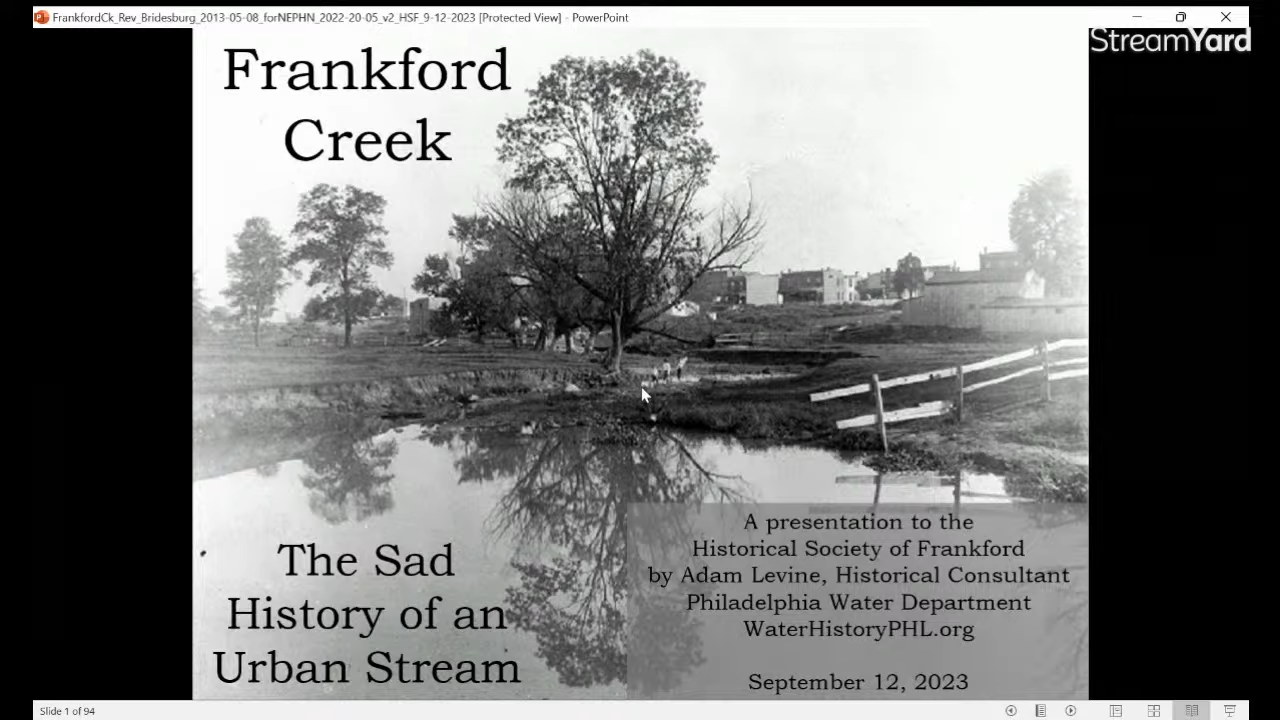 FrankfordCk_Rev_Bridesburg_2013-05-08_forNEPHN_2022-20-05_v2_HSF_9-12-2023 [Protected View] - PowerPoint
StreamYard
Frankford
Creek
The Sad
History of an
Urban Stream
A presentation to the
Historical Society of Frankford
by Adam Levine, Historical Consultant
Philadelphia Water Department
WaterHistoryPHL.org
September 12, 2023
Slide 1 of 94